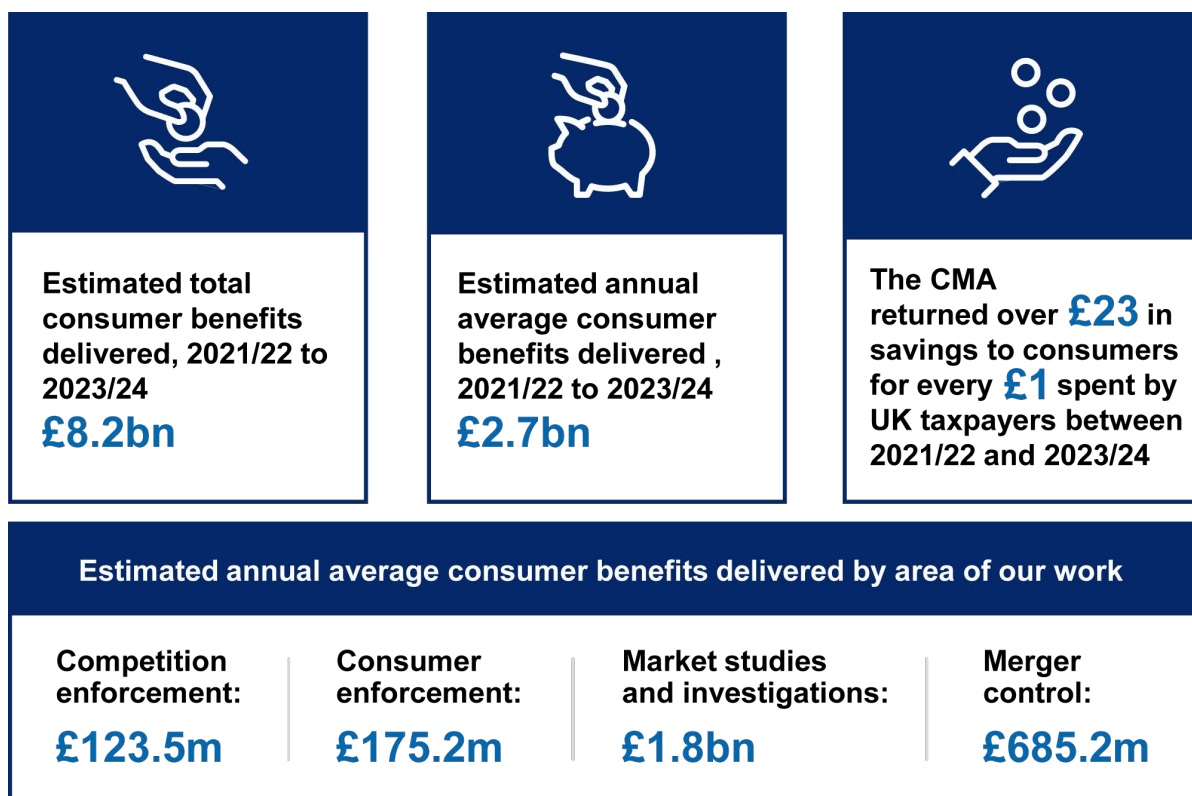 Estimated total
consumer benefits
delivered, 2021/22 to
2023/24
£8.2bn
Estimated annual
average consumer
benefits delivered ,
2021/22 to 2023/24
£2.7bn
The CMA
returned over £23 in
savings to consumers
for every £1 spent by
UK taxpayers between
2021/22 and 2023/24
Estimated annual average consumer benefits delivered by area of our work
Competition
enforcement:
£123.5m
Consumer
enforcement:
£175.2m
Market studies
and investigations:
£1.8bn
Merger
control:
£685.2m